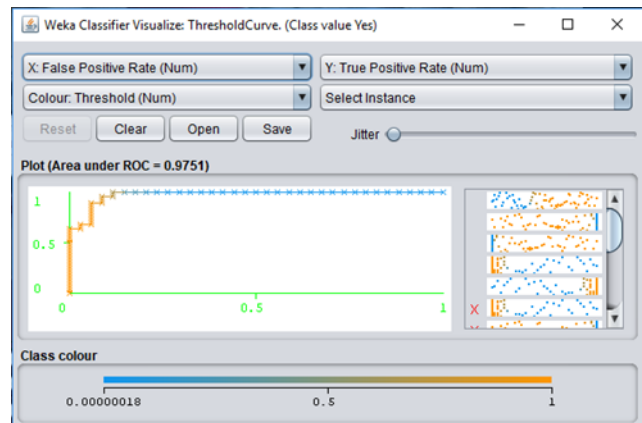 Weka Classifier Visualize: ThresholdCurve. (Class value Yes)
X: False Positive Rate (Num) Y: True Positive Rate (Num)
Colour: Threshold (Num) Select Instance
Reset Clear Open Save Jitter
Plot (Area under ROC = 0.9751)
1
0.5
0
0 0.5 1
X
Y
Class colour
0.00000018 0.5 1